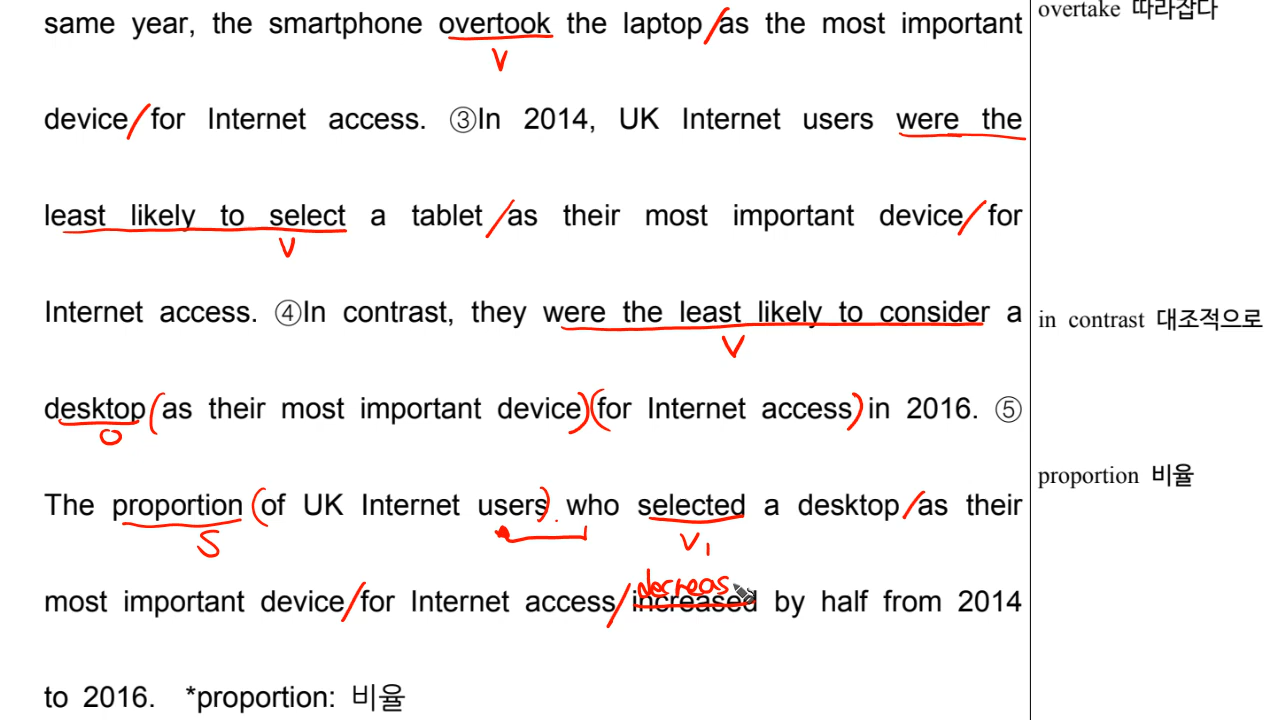 same year, the smartphone overtook the laptop / as the most important
overtake 따라잡다
V
device / for Internet access. ③In 2014, UK Internet users were the
least likely to select a tablet / as their most important device / for
V
Internet access. ④In contrast, they were the least likely to consider a
in contrast 대조적으로
V
desktop (as their most important device) (for Internet access) in 2016. ⑤
O
proportion 비율
The proportion (of UK Internet users) who selected a desktop / as their
S
V1
decreas
most important device / for Internet access / increased by half from 2014
to 2016. *proportion: 비율